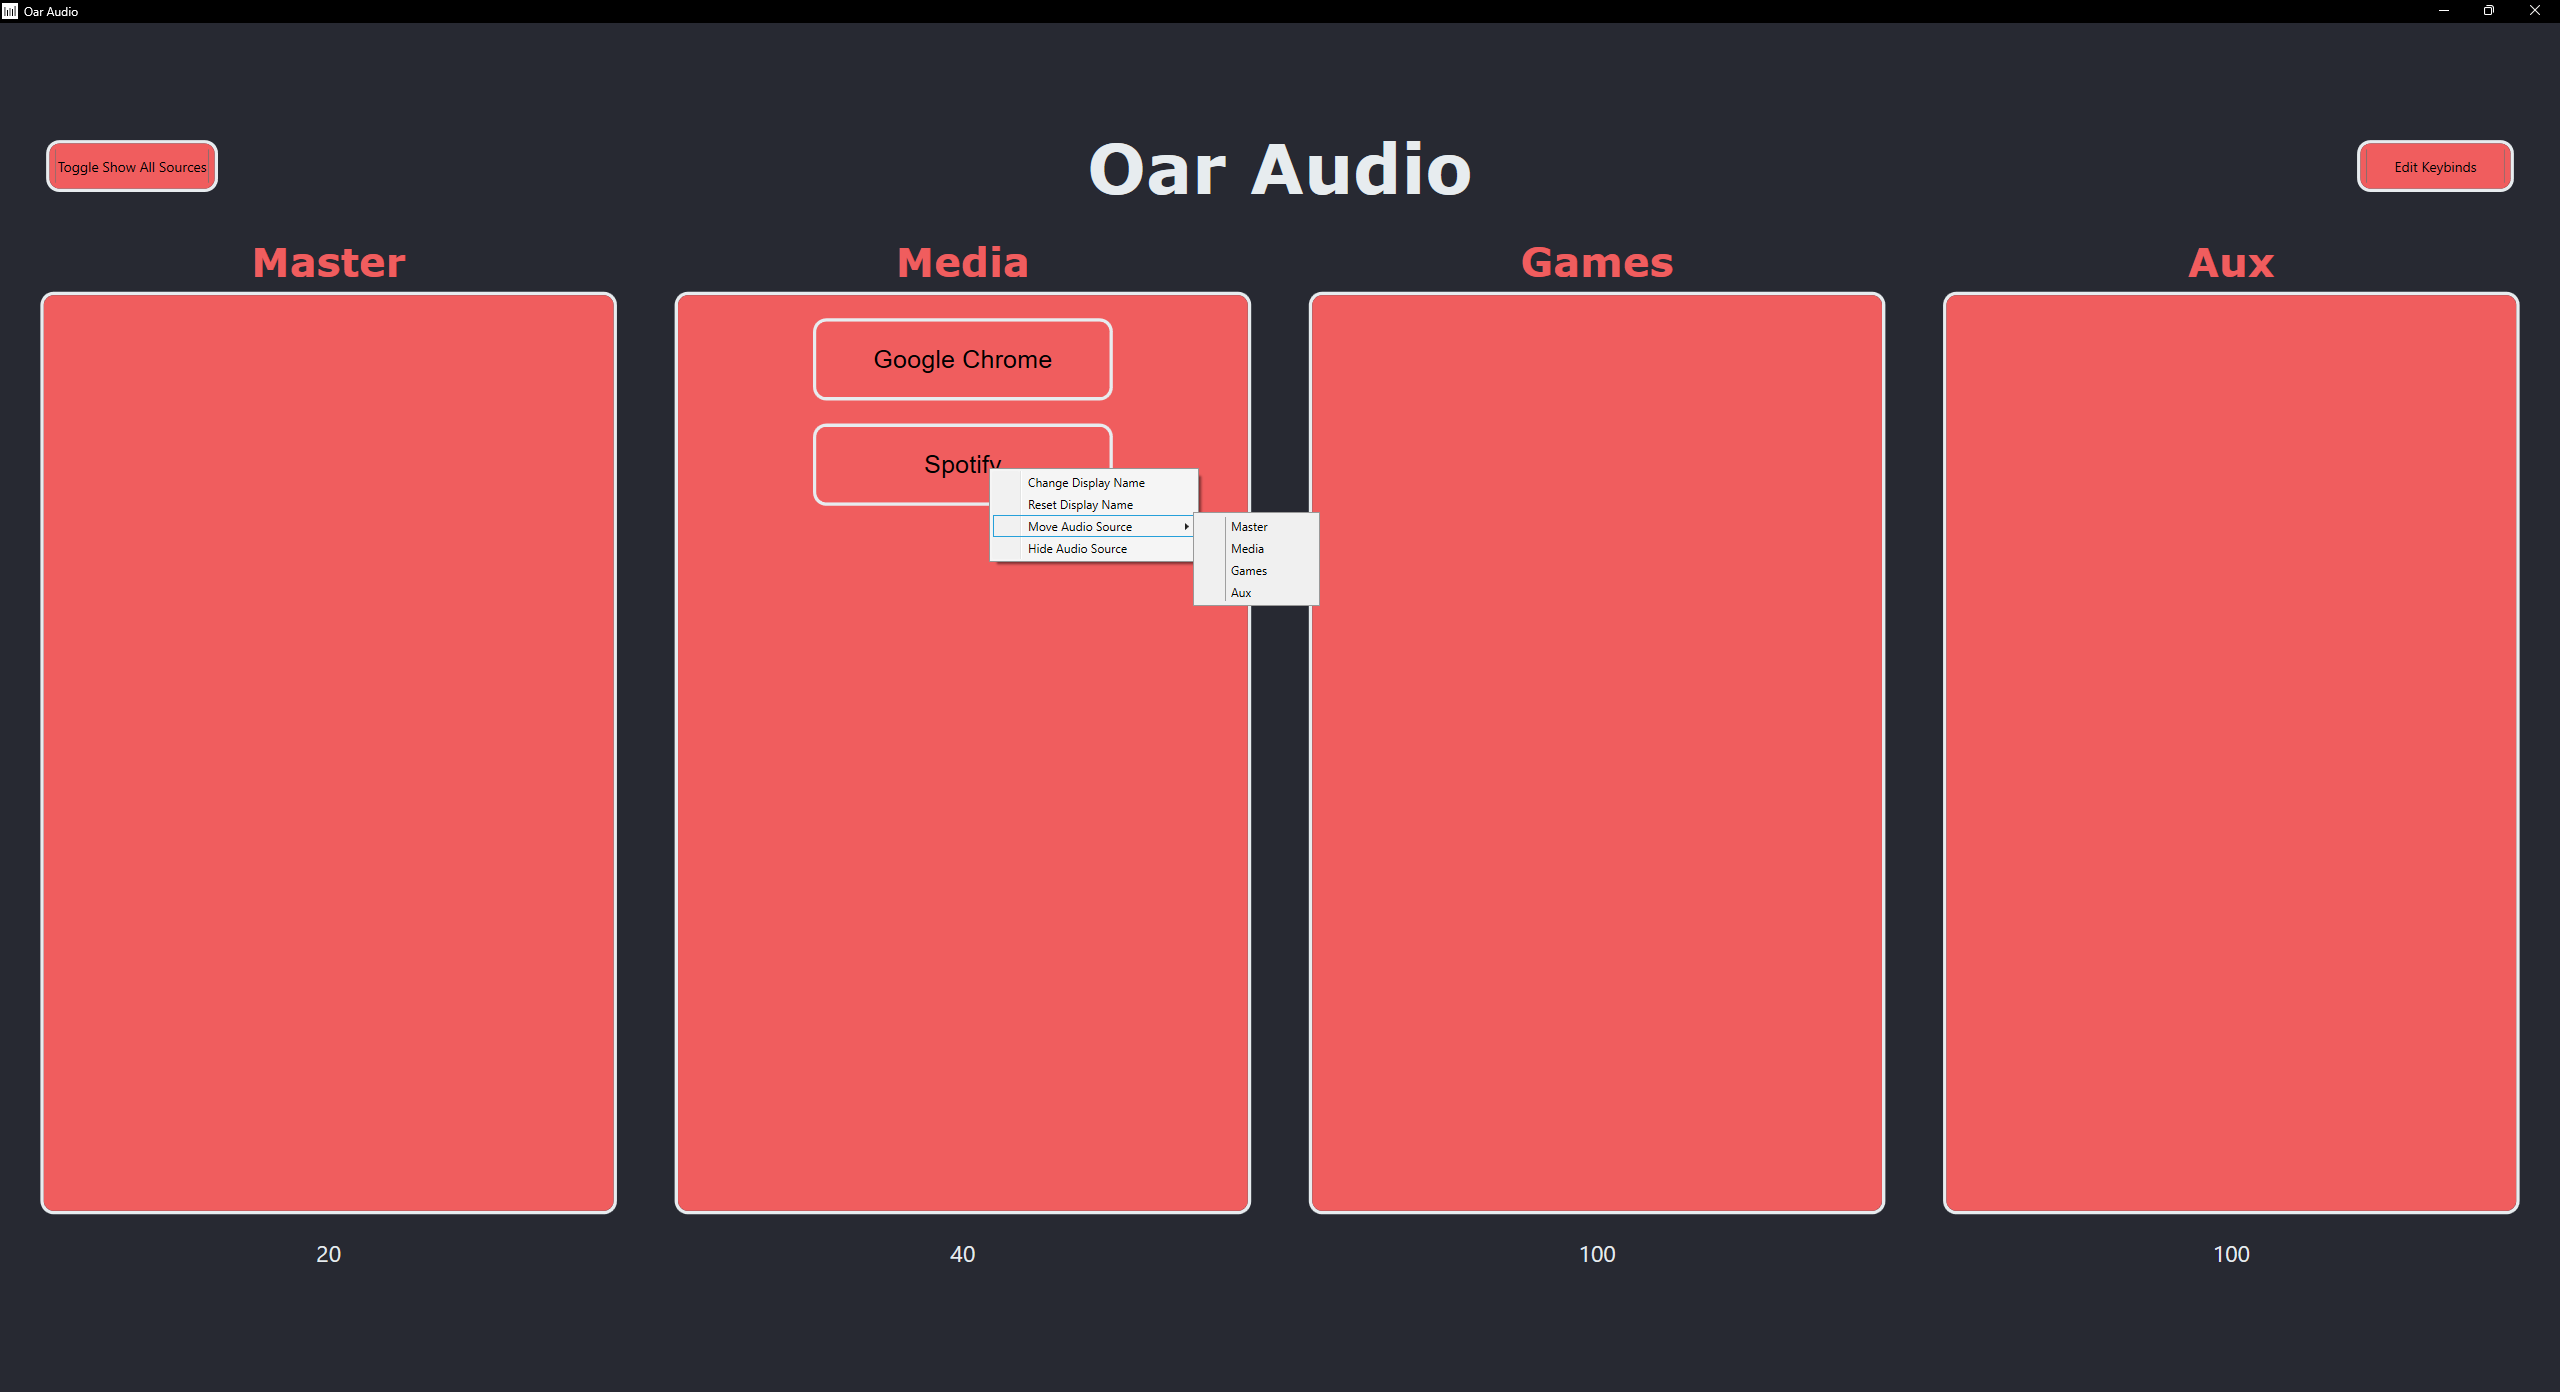 Oar Audio
Toggle Show All Sources
Oar Audio
Edit Keybinds
Master
Media
Games
Aux
Google Chrome
Spotify
Change Display Name
Reset Display Name
Move Audio Source
Hide Audio Source
Master
Media
Games
Aux
20
40
100
100